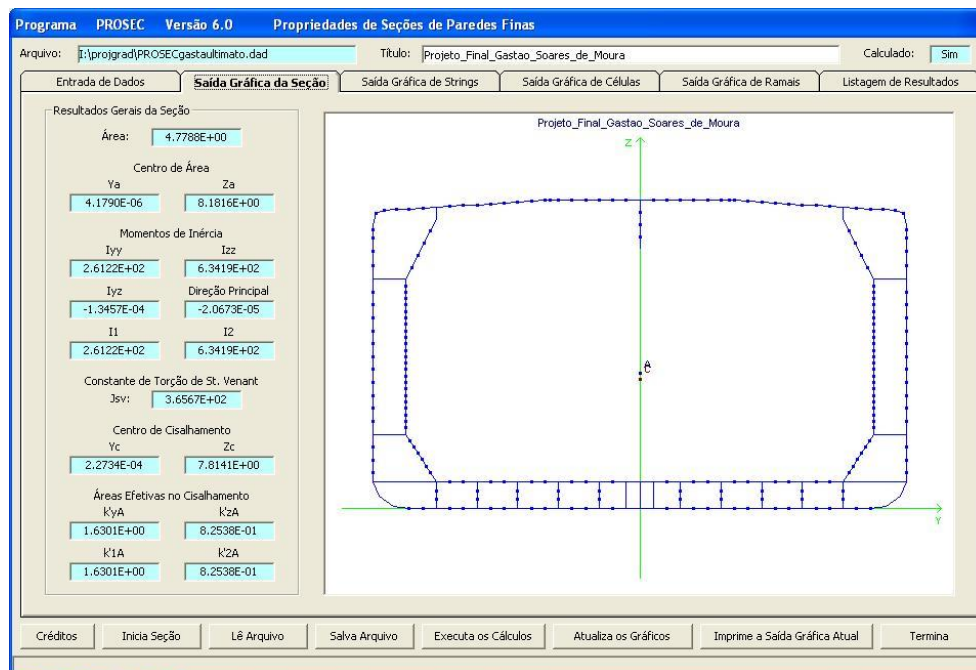 Programa PROSEC Versão 6.0 Propriedades de Seções de Paredes Finas
Arquivo: I:\projgrad\PROSECgastaultimato.dad Título: Projeto_Final_Gastao_Soares_de_Moura Calculado: Sim
Entrada de Dados Saída Gráfica da Seção Saída Gráfica de Strings Saída Gráfica de Células Saída Gráfica de Ramais Listagem de Resultados
Resultados Gerais da Seção
Área: 4.7788E+00
Centro de Área
Ya Za
4.1790E-06 8.1816E+00
Momentos de Inércia
Iyy Izz
2.6122E+02 6.3419E+02
Iyz Direção Principal
-1.3457E-04 -2.0673E-05
I1 I2
2.6122E+02 6.3419E+02
Constante de Torção de St. Venant
Jsv: 3.6567E+02
Centro de Cisalhamento
Yc Zc
2.2734E-04 7.8141E+00
Áreas Efetivas no Cisalhamento
k'yA k'zA
1.6301E+00 8.2538E-01
k'1A k'2A
1.6301E+00 8.2538E-01
Projeto_Final_Gastao_Soares_de_Moura
Z
A
C
Y
Créditos Inicia Seção Lê Arquivo Salva Arquivo Executa os Cálculos Atualiza os Gráficos Imprime a Saída Gráfica Atual Termina